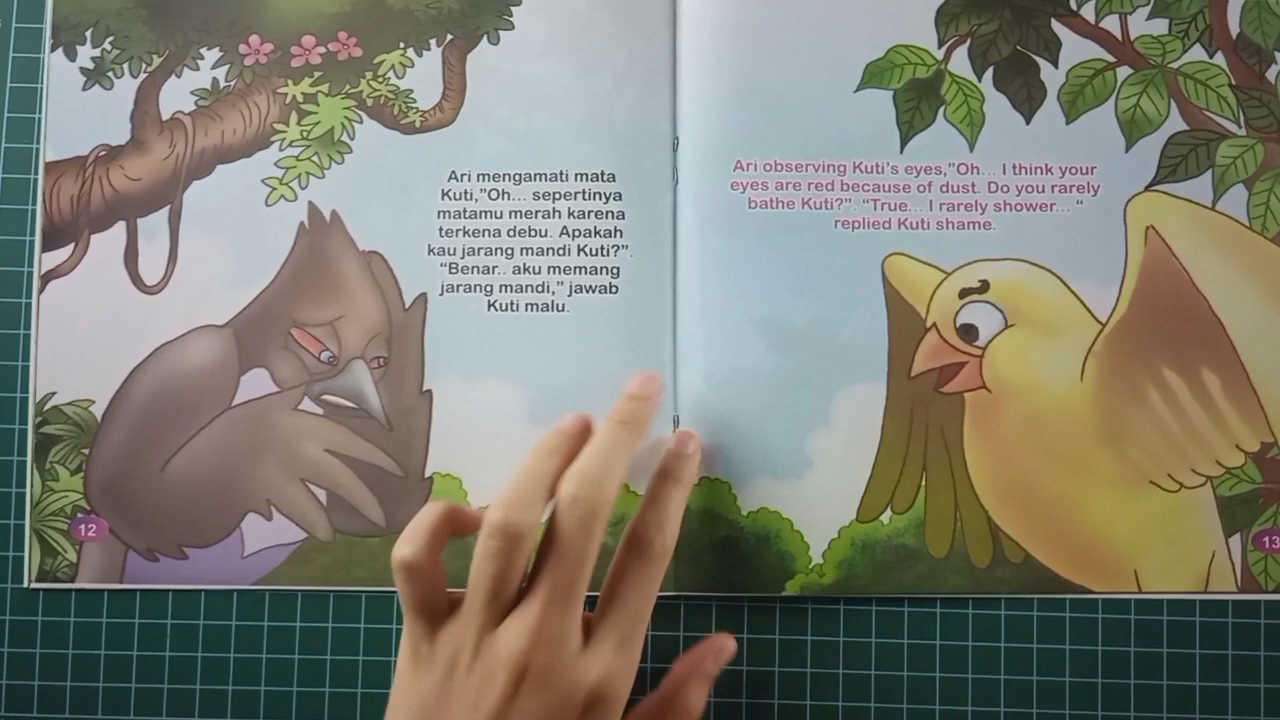 Ari mengamati mata
Kuti,”Oh... sepertinya
matamu merah karena
terkena debu. Apakah
kau jarang mandi Kuti?”.
“Benar.. aku memang
jarang mandi,” jawab
Kuti malu.
12
Ari observing Kuti’s eyes,”Oh... I think your
eyes are red because of dust. Do you rarely
bathe Kuti?”. “True... I rarely shower... “
replied Kuti shame.
13